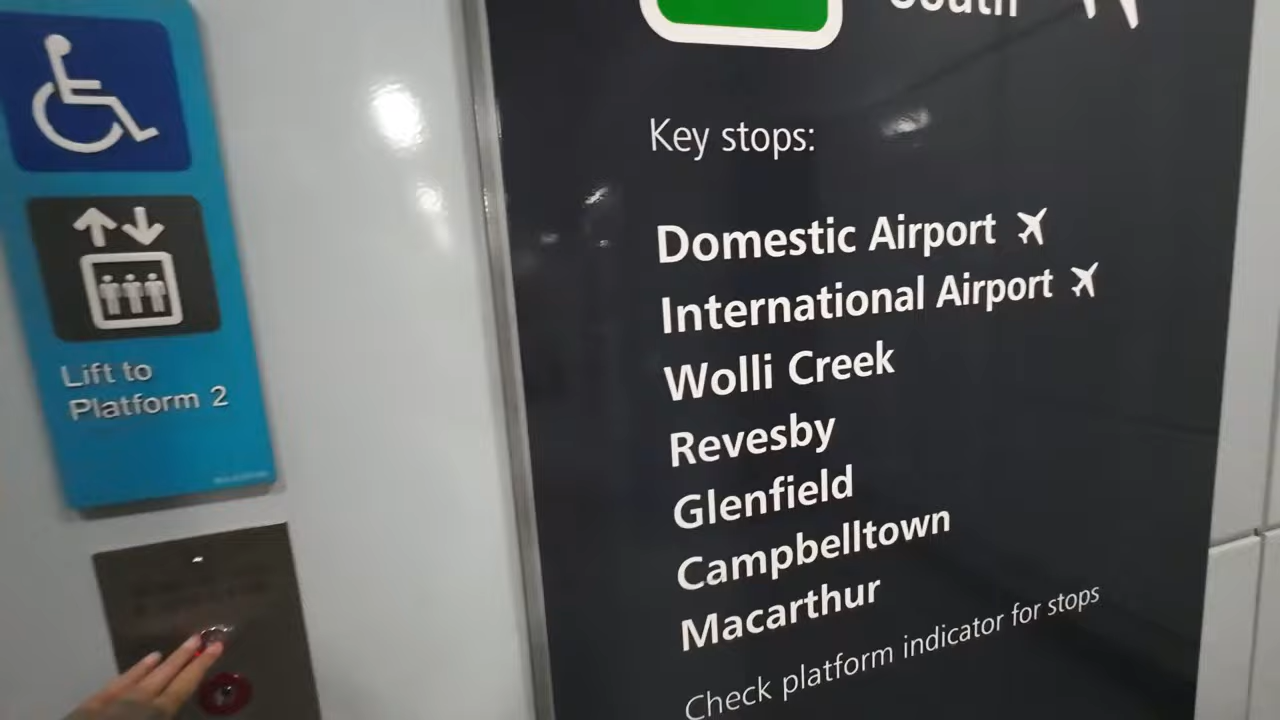 South
Key stops:
Domestic Airport
International Airport
Wolli Creek
Revesby
Glenfield
Campbelltown
Macarthur
Check platform indicator for stops
Lift to
Platform 2